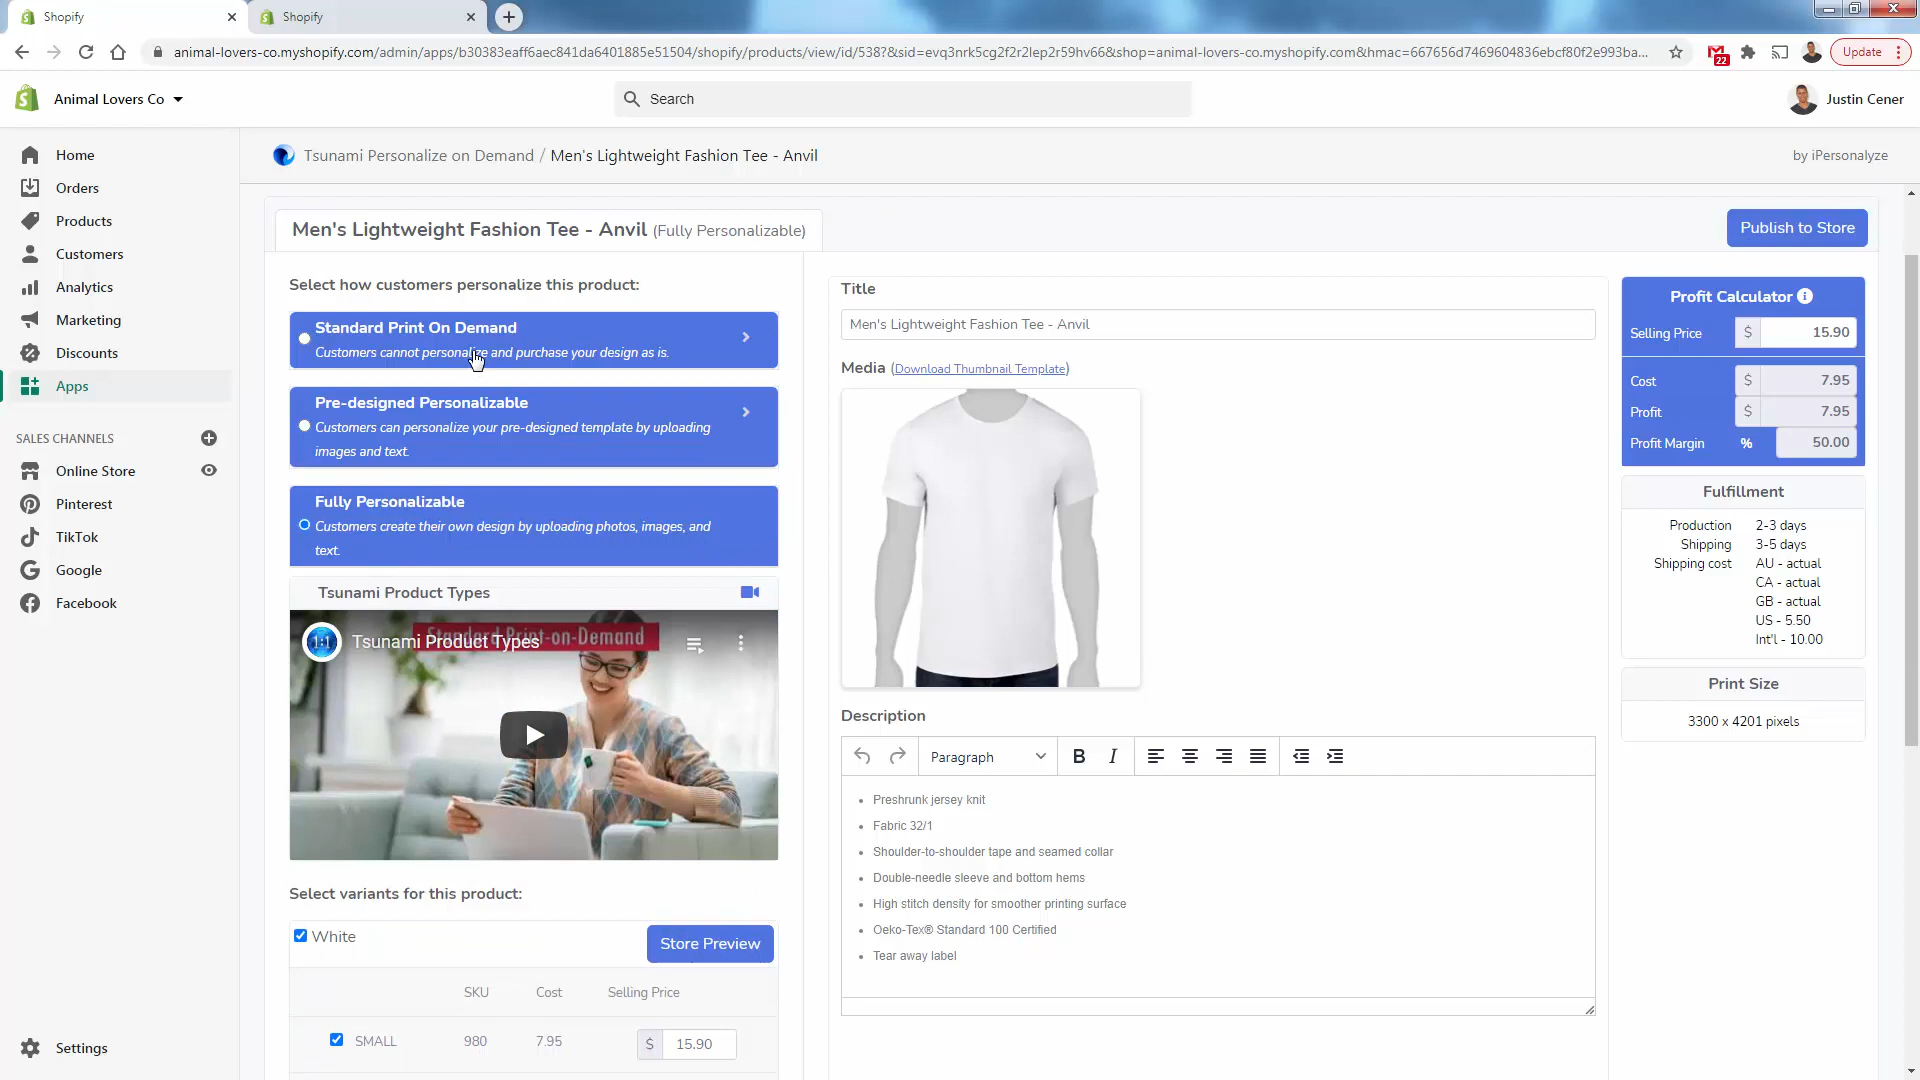 Shopify
Shopify
animal-lovers-co.myshopify.com/admin/apps/b30383eaff6aec841da6401885e51504/shopify/products/view/id/538?&sid=evq3nrk5cg2f2r2lep2r59hv66&shop=animal-lovers-co.myshopify.com&hmac=667656d7469604836ebcf80f2e993ba...
22
Update
Animal Lovers Co
Search
Justin Cener
Home
Orders
Products
Customers
Analytics
Marketing
Discounts
Apps
SALES CHANNELS
Online Store
Pinterest
TikTok
Google
Facebook
Settings
Tsunami Personalize on Demand / Men's Lightweight Fashion Tee - Anvil
by iPersonalyze
Men's Lightweight Fashion Tee - Anvil (Fully Personalizable)
Publish to Store
Select how customers personalize this product:
Standard Print On Demand
Customers cannot personalize and purchase your design as is.
Pre-designed Personalizable
Customers can personalize your pre-designed template by uploading
images and text.
Fully Personalizable
Customers create their own design by uploading photos, images, and
text.
Tsunami Product Types
1:1
Tsunami Product Types
Standard Print-on-Demand
Select variants for this product:
White
Store Preview
SKU Cost Selling Price
SMALL 980 7.95 $ 15.90
Title
Men's Lightweight Fashion Tee - Anvil
Media (Download Thumbnail Template)
Description
Paragraph
B I
Preshrunk jersey knit
Fabric 32/1
Shoulder-to-shoulder tape and seamed collar
Double-needle sleeve and bottom hems
High stitch density for smoother printing surface
Oeko-Tex® Standard 100 Certified
Tear away label
Profit Calculator i
Selling Price $ 15.90
Cost $ 7.95
Profit $ 7.95
Profit Margin % 50.00
Fulfillment
Production 2-3 days
Shipping 3-5 days
Shipping cost AU - actual
CA - actual
GB - actual
US - 5.50
Int'l - 10.00
Print Size
3300 x 4201 pixels